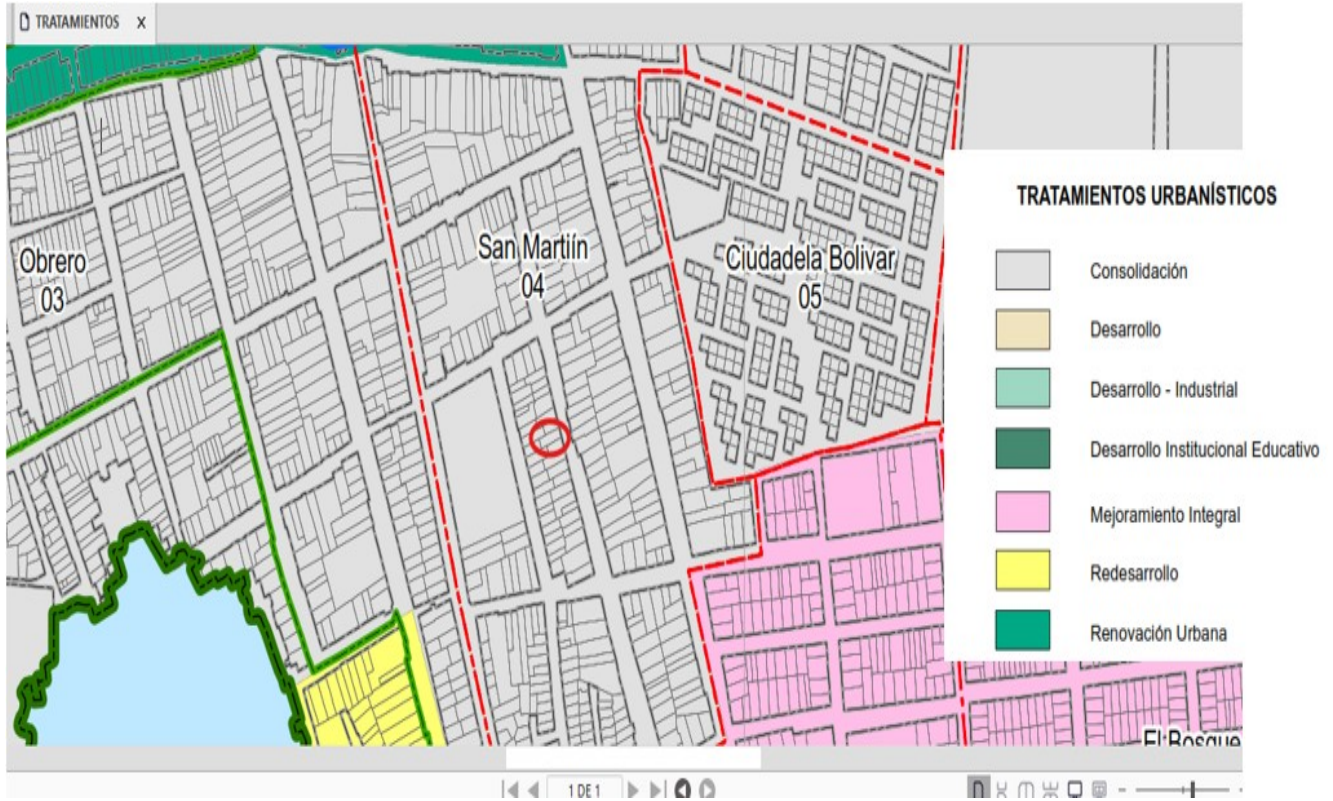 TRATAMIENTOS X
Obrero
03
San Martiín
04
Ciudadela Bolivar
05
TRATAMIENTOS URBANÍSTICOS
Consolidación
Desarrollo
Desarrollo - Industrial
Desarrollo Institucional Educativo
Mejoramiento Integral
Redesarrollo
Renovación Urbana
El Bosque
1 DE 1